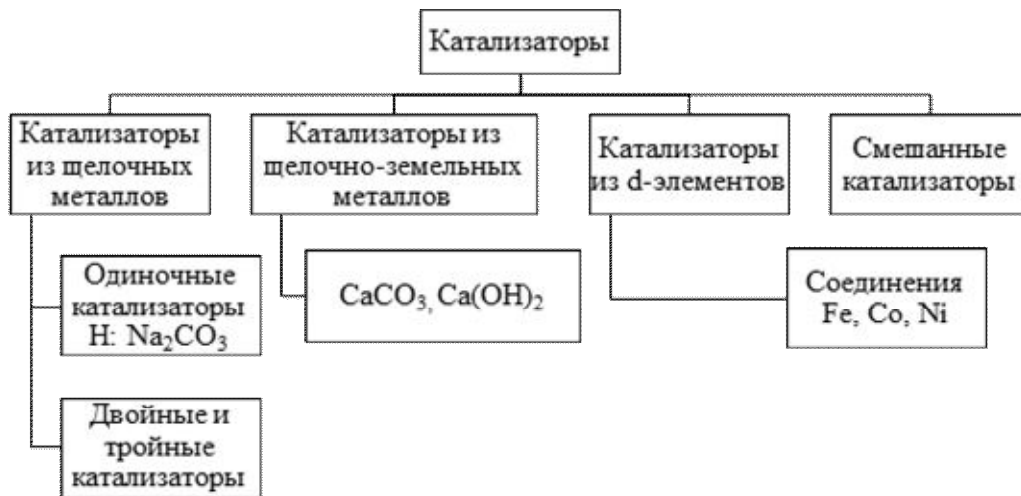 Катализаторы
Катализаторы
из щелочных
металлов
Катализаторы из
щелочно-земельных
металлов
Катализаторы
из d-элементов
Смешанные
катализаторы
Одиночные
катализаторы
Н: Na₂CO₃
CaCO₃, Ca(OH)₂
Соединения
Fe, Co, Ni
Двойные и
тройные
катализаторы